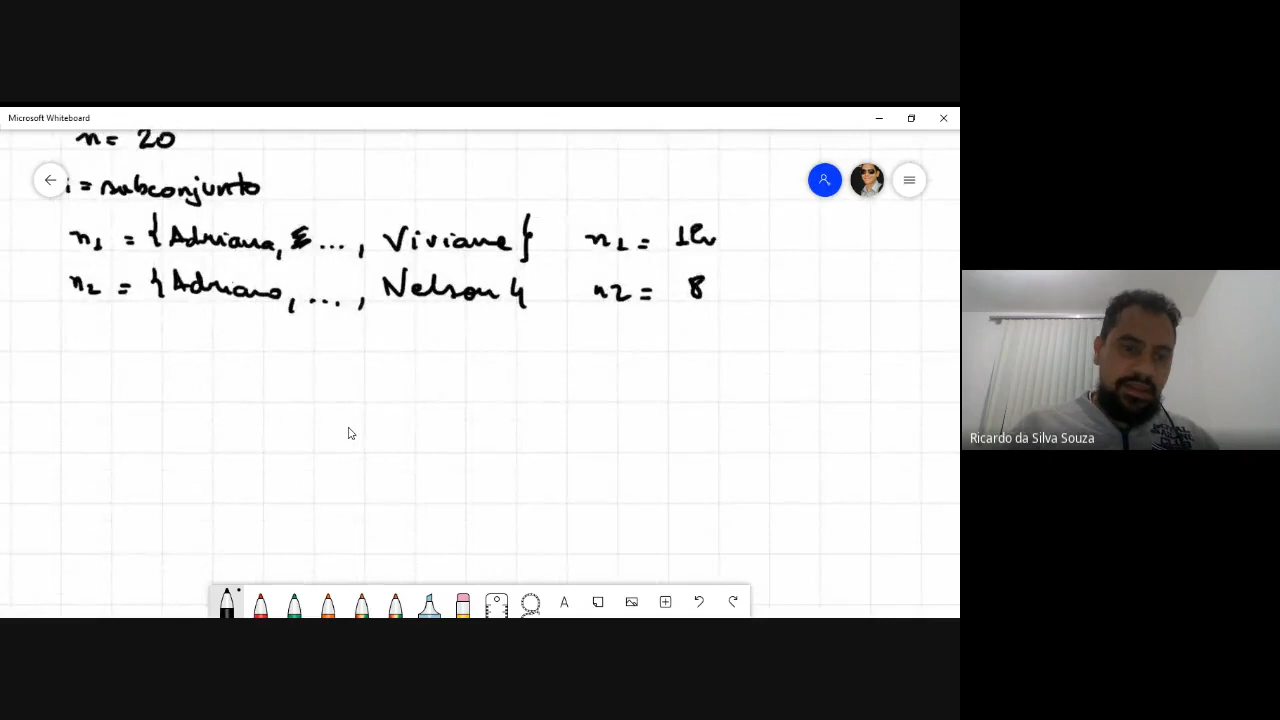 Microsoft Whiteboard
n = 20
i = subconjunto
n1 = {Adriana, ..., Viviane} n1 = 12
n2 = {Adriano, ..., Nelson} n2 = 8
Ricardo da Silva Souza